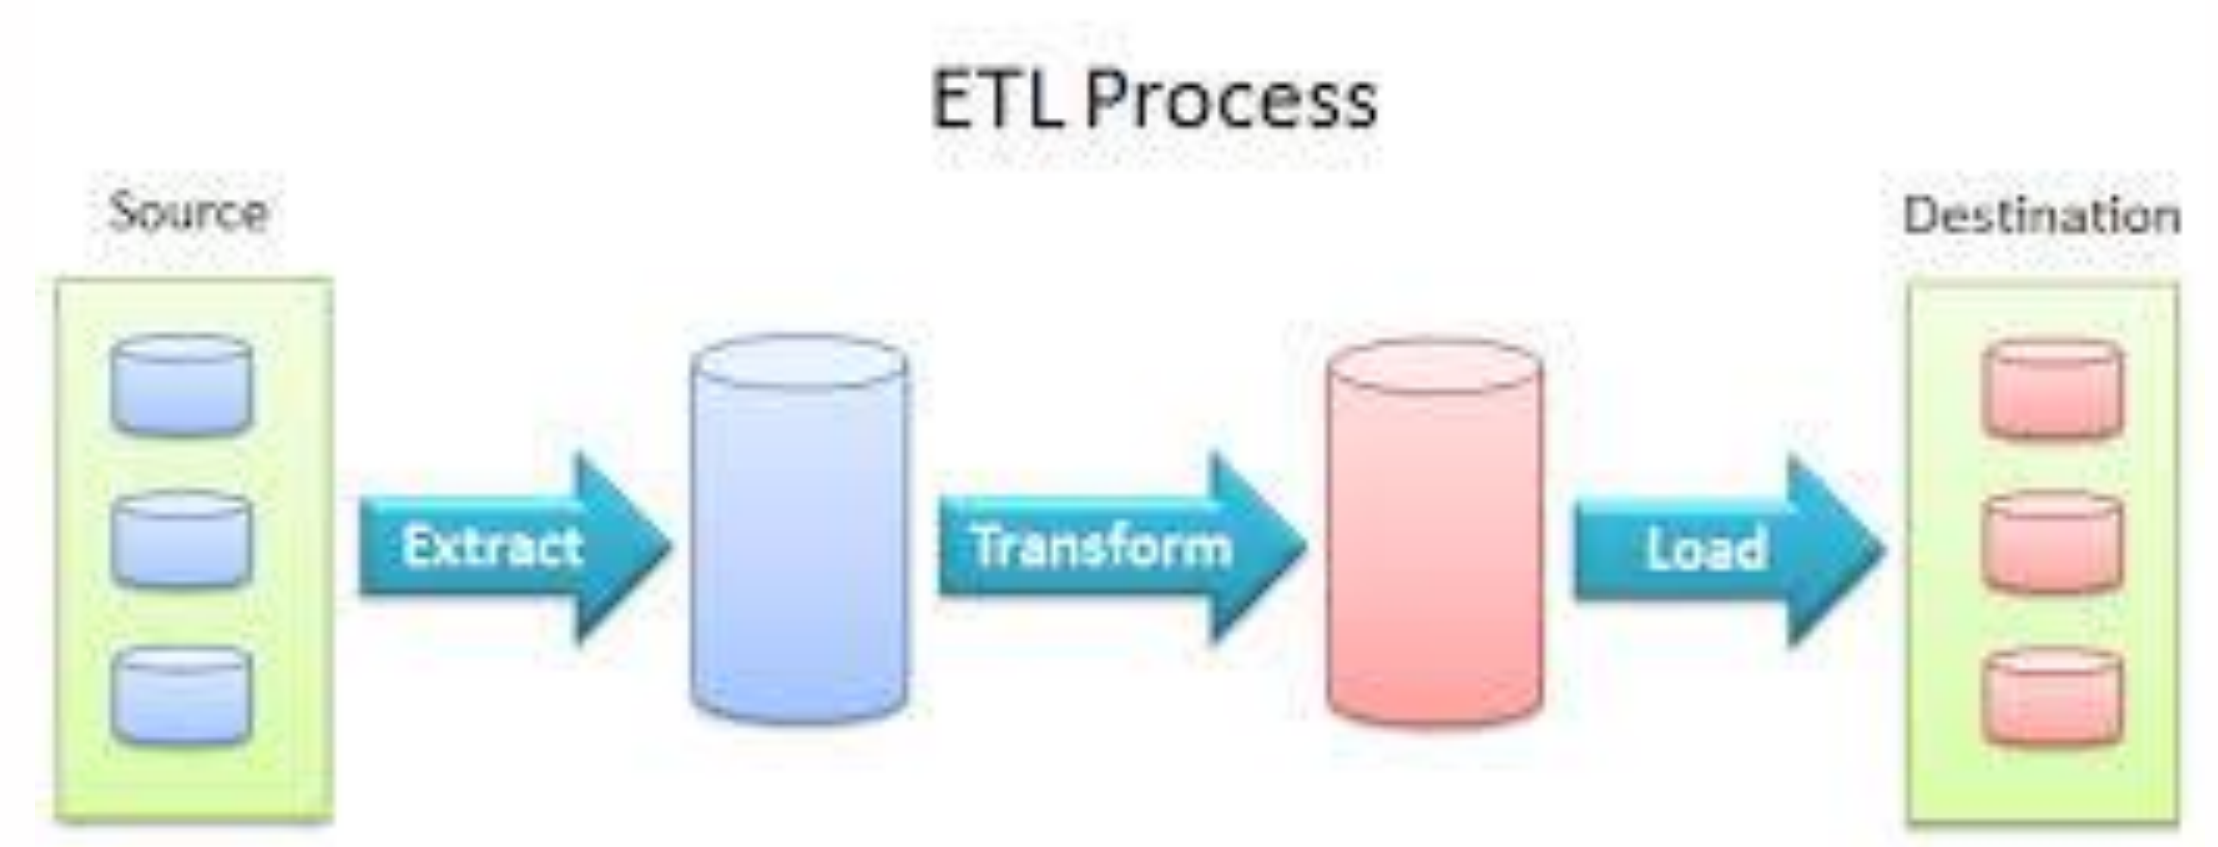 ETL Process
Source
Destination
Extract
Transform
Load